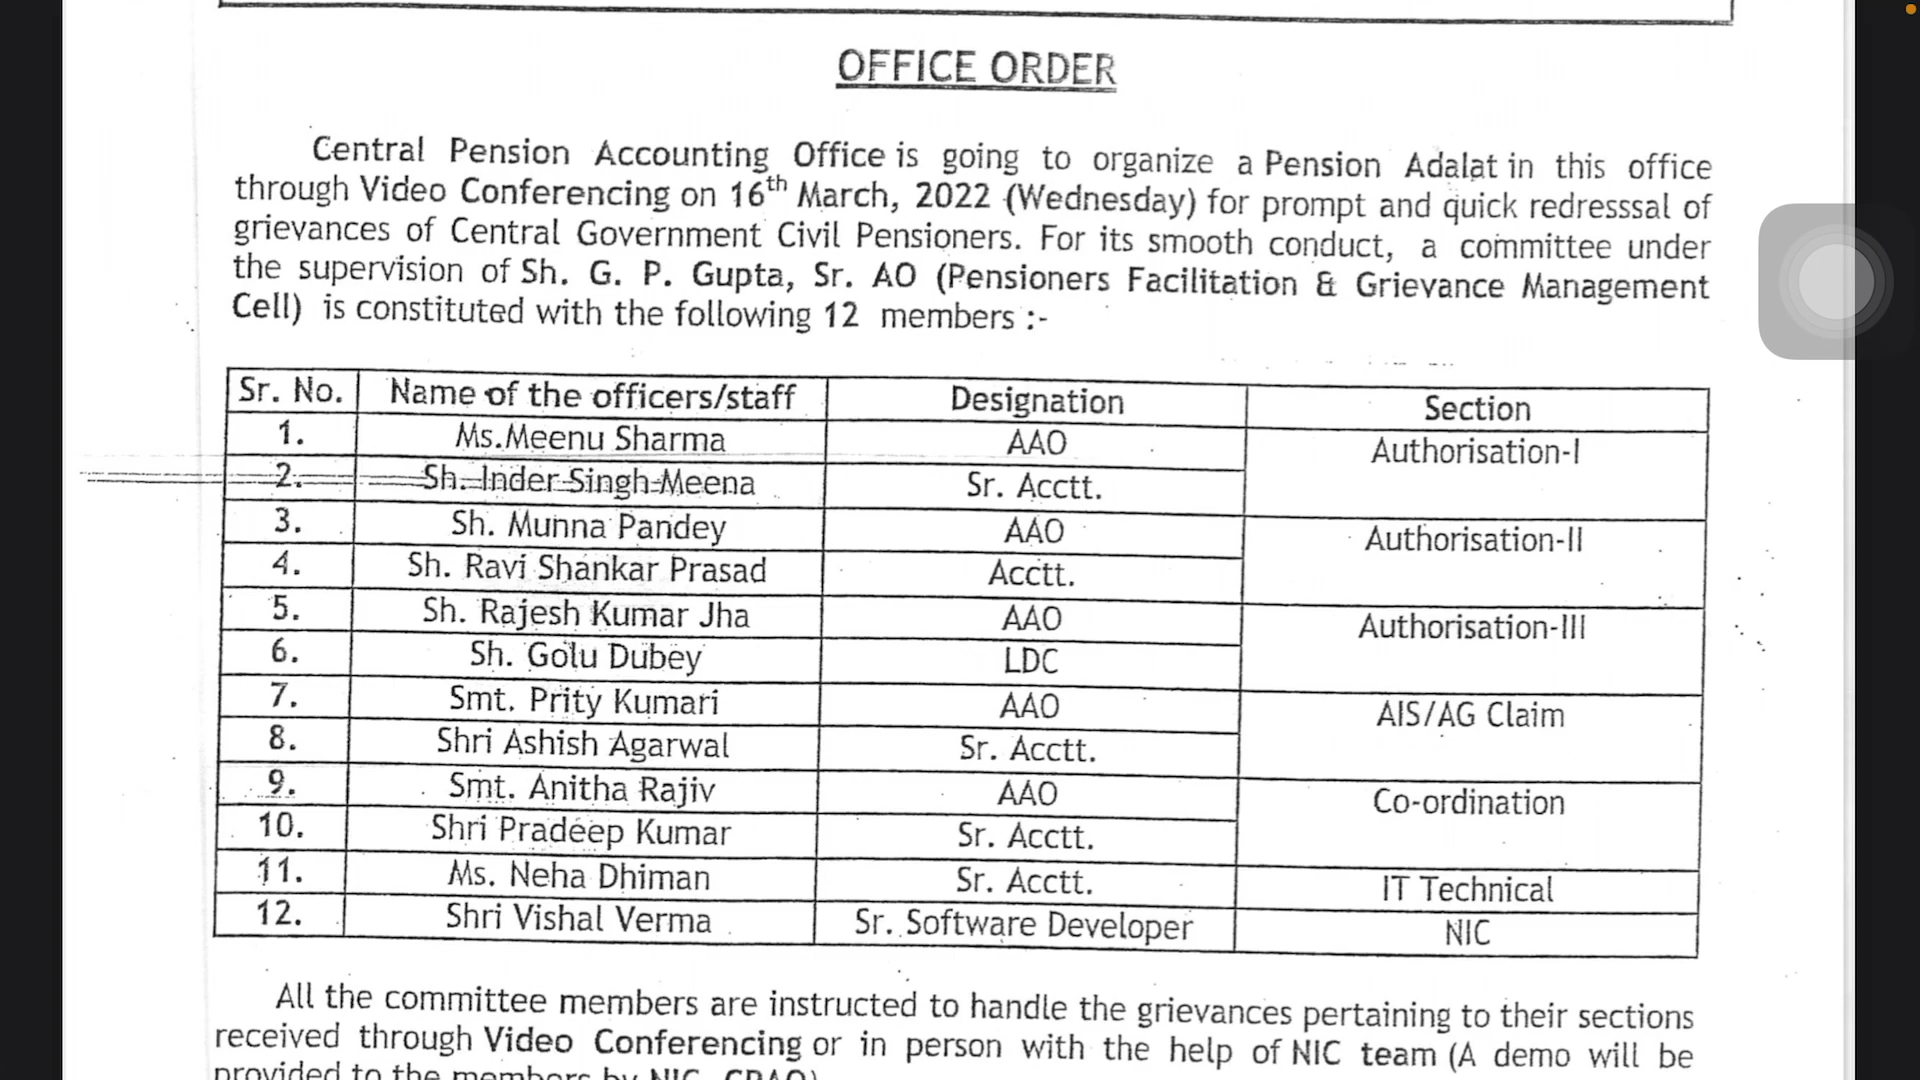 OFFICE ORDER
Central Pension Accounting Office is going to organize a Pension Adalat in this office
through Video Conferencing on 16th March, 2022 (Wednesday) for prompt and quick redresssal of
grievances of Central Government Civil Pensioners. For its smooth conduct, a committee under
the supervision of Sh. G. P. Gupta, Sr. AO (Pensioners Facilitation & Grievance Management
Cell) is constituted with the following 12 members :-
Sr. No. Name of the officers/staff Designation Section
1. Ms.Meenu Sharma AAO Authorisation-I
2. Sh. Inder Singh Meena Sr. Acctt.
3. Sh. Munna Pandey AAO Authorisation-II
4. Sh. Ravi Shankar Prasad Acctt.
5. Sh. Rajesh Kumar Jha AAO Authorisation-III
6. Sh. Golu Dubey LDC
7. Smt. Prity Kumari AAO AIS/AG Claim
8. Shri Ashish Agarwal Sr. Acctt.
9. Smt. Anitha Rajiv AAO Co-ordination
10. Shri Pradeep Kumar Sr. Acctt.
11. Ms. Neha Dhiman Sr. Acctt. IT Technical
12. Shri Vishal Verma Sr. Software Developer NIC
All the committee members are instructed to handle the grievances pertaining to their sections
received through Video Conferencing or in person with the help of NIC team (A demo will be
provided to the members by NIC, CPAO)